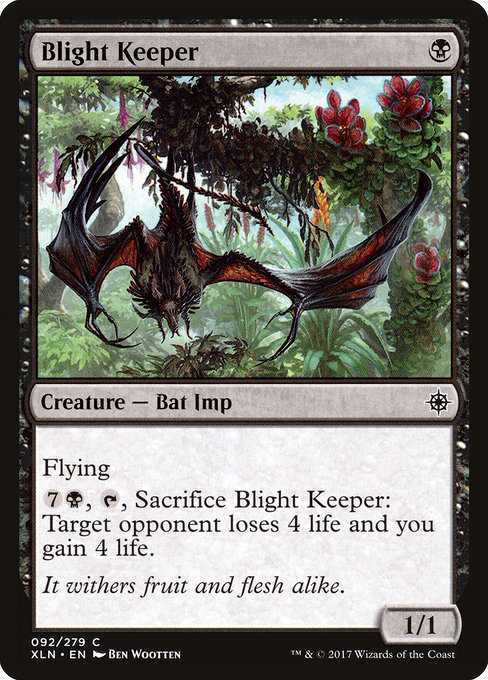 Blight Keeper
Creature — Bat Imp
Flying
7, , Sacrifice Blight Keeper:
Target opponent loses 4 life and you
gain 4 life.
It withers fruit and flesh alike.
1/1
092/279 C
XLN • EN Ben Wootten
™ & © 2017 Wizards of the Coast